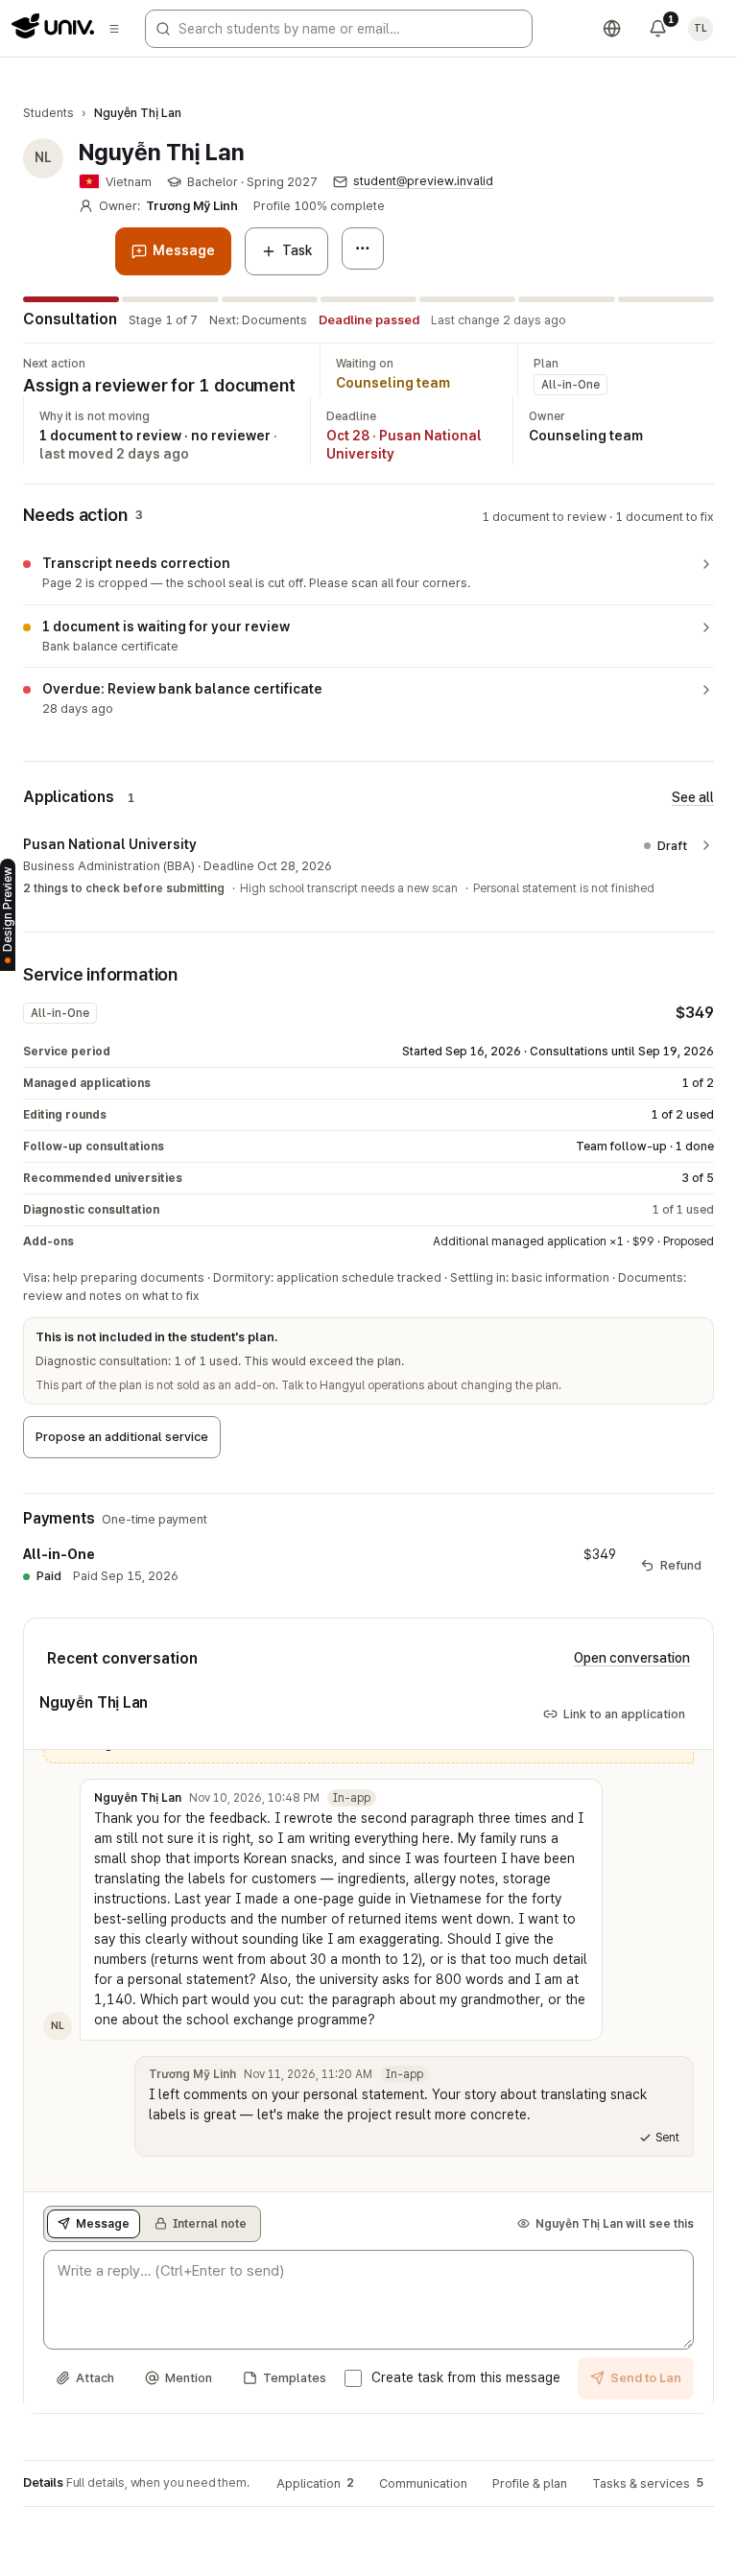 UNIV.
Search students by name or email...
1
TL
Students › Nguyễn Thị Lan
NL
Nguyễn Thị Lan
Vietnam Bachelor · Spring 2027 student@preview.invalid
Owner: Trương Mỹ Linh Profile 100% complete
Message
Task
Consultation Stage 1 of 7 Next: Documents Deadline passed Last change 2 days ago
Next action
Assign a reviewer for 1 document
Waiting on
Counseling team
Plan
All-in-One
Why it is not moving
1 document to review · no reviewer ·
last moved 2 days ago
Deadline
Oct 28 · Pusan National
University
Owner
Counseling team
Needs action 3
1 document to review · 1 document to fix
Transcript needs correction
Page 2 is cropped — the school seal is cut off. Please scan all four corners.
1 document is waiting for your review
Bank balance certificate
Overdue: Review bank balance certificate
28 days ago
Applications 1
See all
Pusan National University
Draft
Business Administration (BBA) · Deadline Oct 28, 2026
2 things to check before submitting · High school transcript needs a new scan · Personal statement is not finished
Design Preview
Service information
All-in-One
$349
Service period Started Sep 16, 2026 · Consultations until Sep 19, 2026
Managed applications 1 of 2
Editing rounds 1 of 2 used
Follow-up consultations Team follow-up · 1 done
Recommended universities 3 of 5
Diagnostic consultation 1 of 1 used
Add-ons Additional managed application ×1 · $99 · Proposed
Visa: help preparing documents · Dormitory: application schedule tracked · Settling in: basic information · Documents:
review and notes on what to fix
This is not included in the student's plan.
Diagnostic consultation: 1 of 1 used. This would exceed the plan.
This part of the plan is not sold as an add-on. Talk to Hangyul operations about changing the plan.
Propose an additional service
Payments One-time payment
All-in-One
$349
Paid Paid Sep 15, 2026
Refund
Recent conversation
Open conversation
Nguyễn Thị Lan
Link to an application
Nguyễn Thị Lan Nov 10, 2026, 10:48 PM In-app
Thank you for the feedback. I rewrote the second paragraph three times and I
am still not sure it is right, so I am writing everything here. My family runs a
small shop that imports Korean snacks, and since I was fourteen I have been
translating the labels for customers — ingredients, allergy notes, storage
instructions. Last year I made a one-page guide in Vietnamese for the forty
best-selling products and the number of returned items went down. I want to
say this clearly without sounding like I am exaggerating. Should I give the
numbers (returns went from about 30 a month to 12), or is that too much detail
for a personal statement? Also, the university asks for 800 words and I am at
1,140. Which part would you cut: the paragraph about my grandmother, or the
one about the school exchange programme?
NL
Trương Mỹ Linh Nov 11, 2026, 11:20 AM In-app
I left comments on your personal statement. Your story about translating snack
labels is great — let's make the project result more concrete.
Sent
Message
Internal note
Nguyễn Thị Lan will see this
Write a reply... (Ctrl+Enter to send)
Attach
Mention
Templates
Create task from this message
Send to Lan
Details Full details, when you need them.
Application 2
Communication
Profile & plan
Tasks & services 5